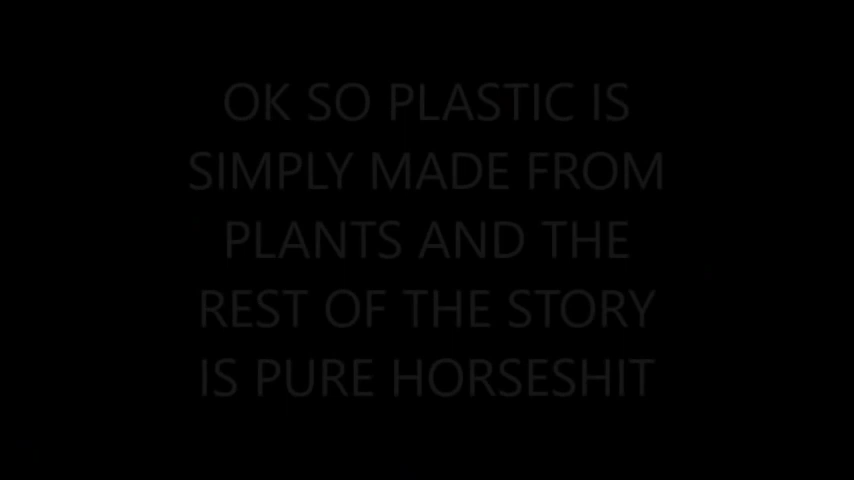 OK SO PLASTIC IS
SIMPLY MADE FROM
PLANTS AND THE
REST OF THE STORY
IS PURE HORSESHIT